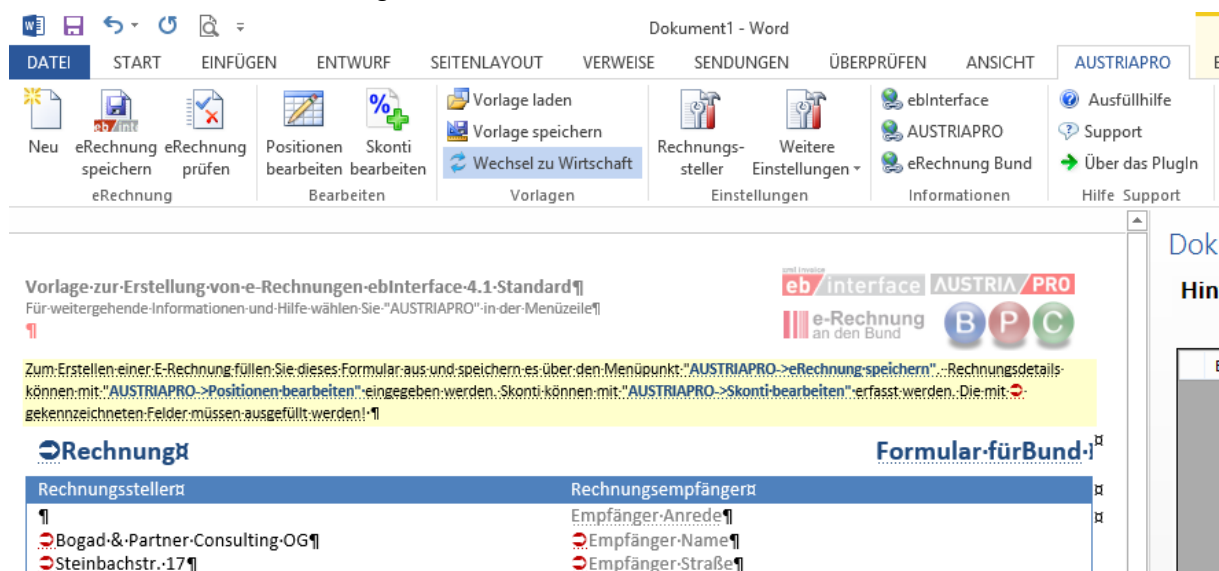 Dokument1 - Word
DATEI START EINFÜGEN ENTWURF SEITENLAYOUT VERWEISE SENDUNGEN ÜBERPRÜFEN ANSICHT AUSTRIAPRO
Neu
eRechnung speichern
eRechnung prüfen
eRechnung
Positionen bearbeiten
Skonti bearbeiten
Bearbeiten
Vorlage laden
Vorlage speichern
Wechsel zu Wirtschaft
Vorlagen
Rechnungs-
steller
Weitere
Einstellungen
Einstellungen
ebInterface
AUSTRIAPRO
eRechnung Bund
Informationen
Ausfüllhilfe
Support
Über das PlugIn
Hilfe Support
Dok
Hin
Vorlage·zur·Erstellung·von·e-Rechnungen·ebInterface·4.1·Standard¶
Für·weitergehende·Informationen·und·Hilfe·wählen·Sie·"AUSTRIAPRO"·in·der·Menüzeile¶
¶
xml invoice
eb/interface AUSTRIA/PRO
e-Rechnung
an den Bund
B P C
Zum·Erstellen·einer·E-Rechnung·füllen·Sie·dieses·Formular·aus·und·speichern·es·über·den·Menüpunkt·"AUSTRIAPRO->eRechnung·speichern".··Rechnungsdetails·
können·mit·"AUSTRIAPRO->Positionen·bearbeiten"·eingegeben·werden.·Skonti·können·mit·"AUSTRIAPRO->Skonti·bearbeiten"·erfasst·werden.·Die·mit·➲·
gekennzeichneten·Felder·müssen·ausgefüllt·werden!·¶
➲Rechnung¤ Formular·fürBund·¤
Rechnungssteller¤ Rechnungsempfänger¤ ¤
¶ Empfänger·Anrede¶ ¤
➲Bogad·&·Partner·Consulting·OG¶ ➲Empfänger·Name¶
➲Steinbachstr.·17¶ ➲Empfänger·Straße¶